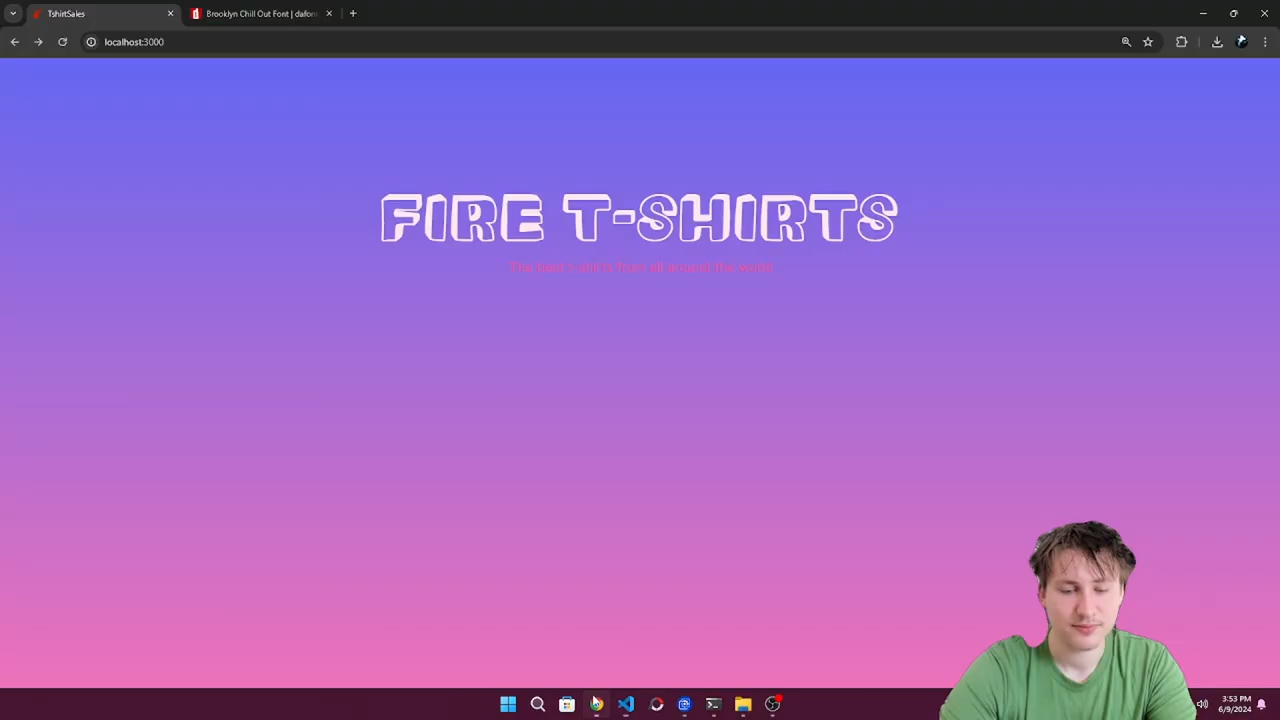 TshirtSales
Brooklyn Chill Out Font | dafon
localhost:3000
FIRE T-SHIRTS
The best t-shirts from all around the world
3:53 PM
6/9/2024